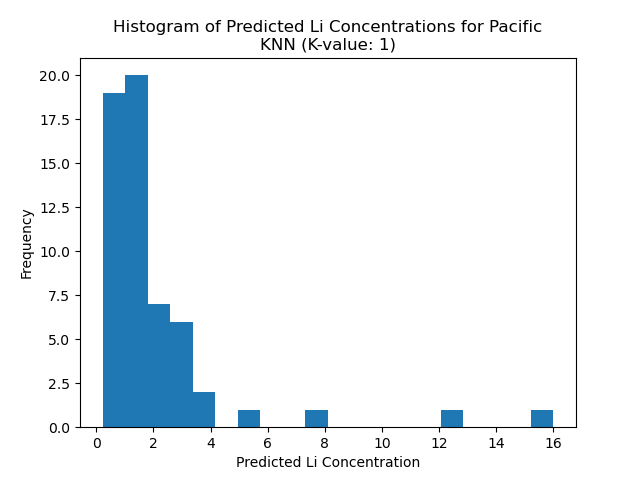 Histogram of Predicted Li Concentrations for Pacific
KNN (K-value: 1)
20.0
17.5
15.0
12.5
10.0
7.5
5.0
2.5
0.0
Frequency
0 2 4 6 8 10 12 14 16
Predicted Li Concentration